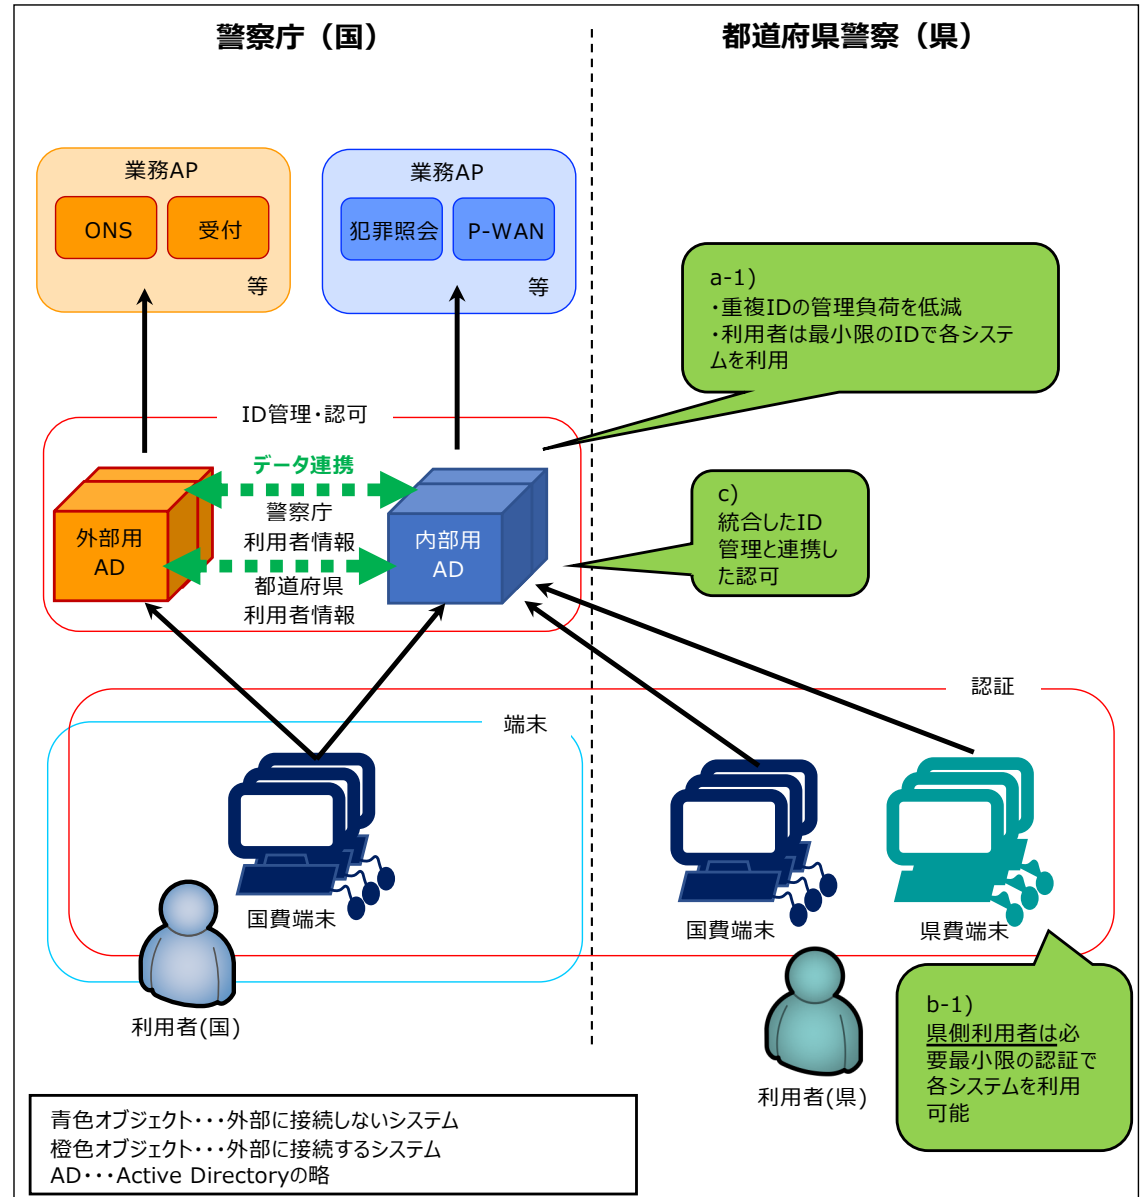 警察庁（国）
都道府県警察（県）
業務AP
ONS
受付
等
業務AP
犯罪照会
P-WAN
等
a-1)
・重複IDの管理負荷を低減
・利用者は最小限のIDで各システ
ムを利用
ID管理・認可
データ連携
警察庁
利用者情報
都道府県
利用者情報
外部用
AD
内部用
AD
c)
統合したID
管理と連携し
た認可
認証
端末
国費端末
国費端末
県費端末
利用者(国)
利用者(県)
b-1)
県側利用者は必
要最小限の認証で
各システムを利用
可能
青色オブジェクト・・・外部に接続しないシステム
橙色オブジェクト・・・外部に接続するシステム
AD・・・Active Directoryの略